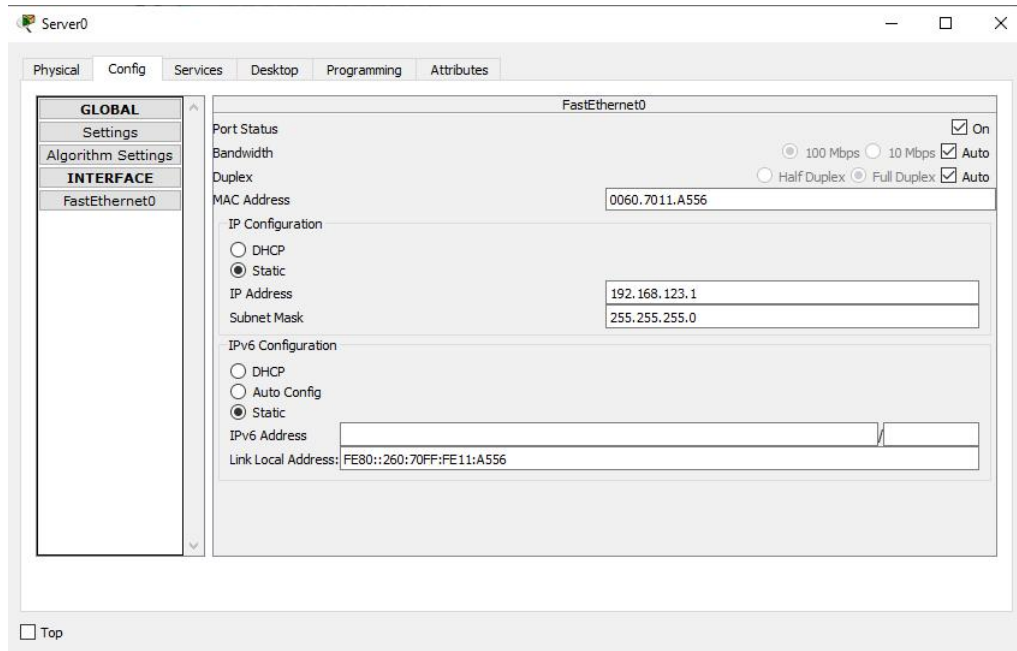 Server0
Physical Config Services Desktop Programming Attributes
GLOBAL
Settings
Algorithm Settings
INTERFACE
FastEthernet0
FastEthernet0
Port Status On
Bandwidth 100 Mbps 10 Mbps Auto
Duplex Half Duplex Full Duplex Auto
MAC Address 0060.7011.A556
IP Configuration
DHCP
Static
IP Address 192.168.123.1
Subnet Mask 255.255.255.0
IPv6 Configuration
DHCP
Auto Config
Static
IPv6 Address /
Link Local Address: FE80::260:70FF:FE11:A556
Top